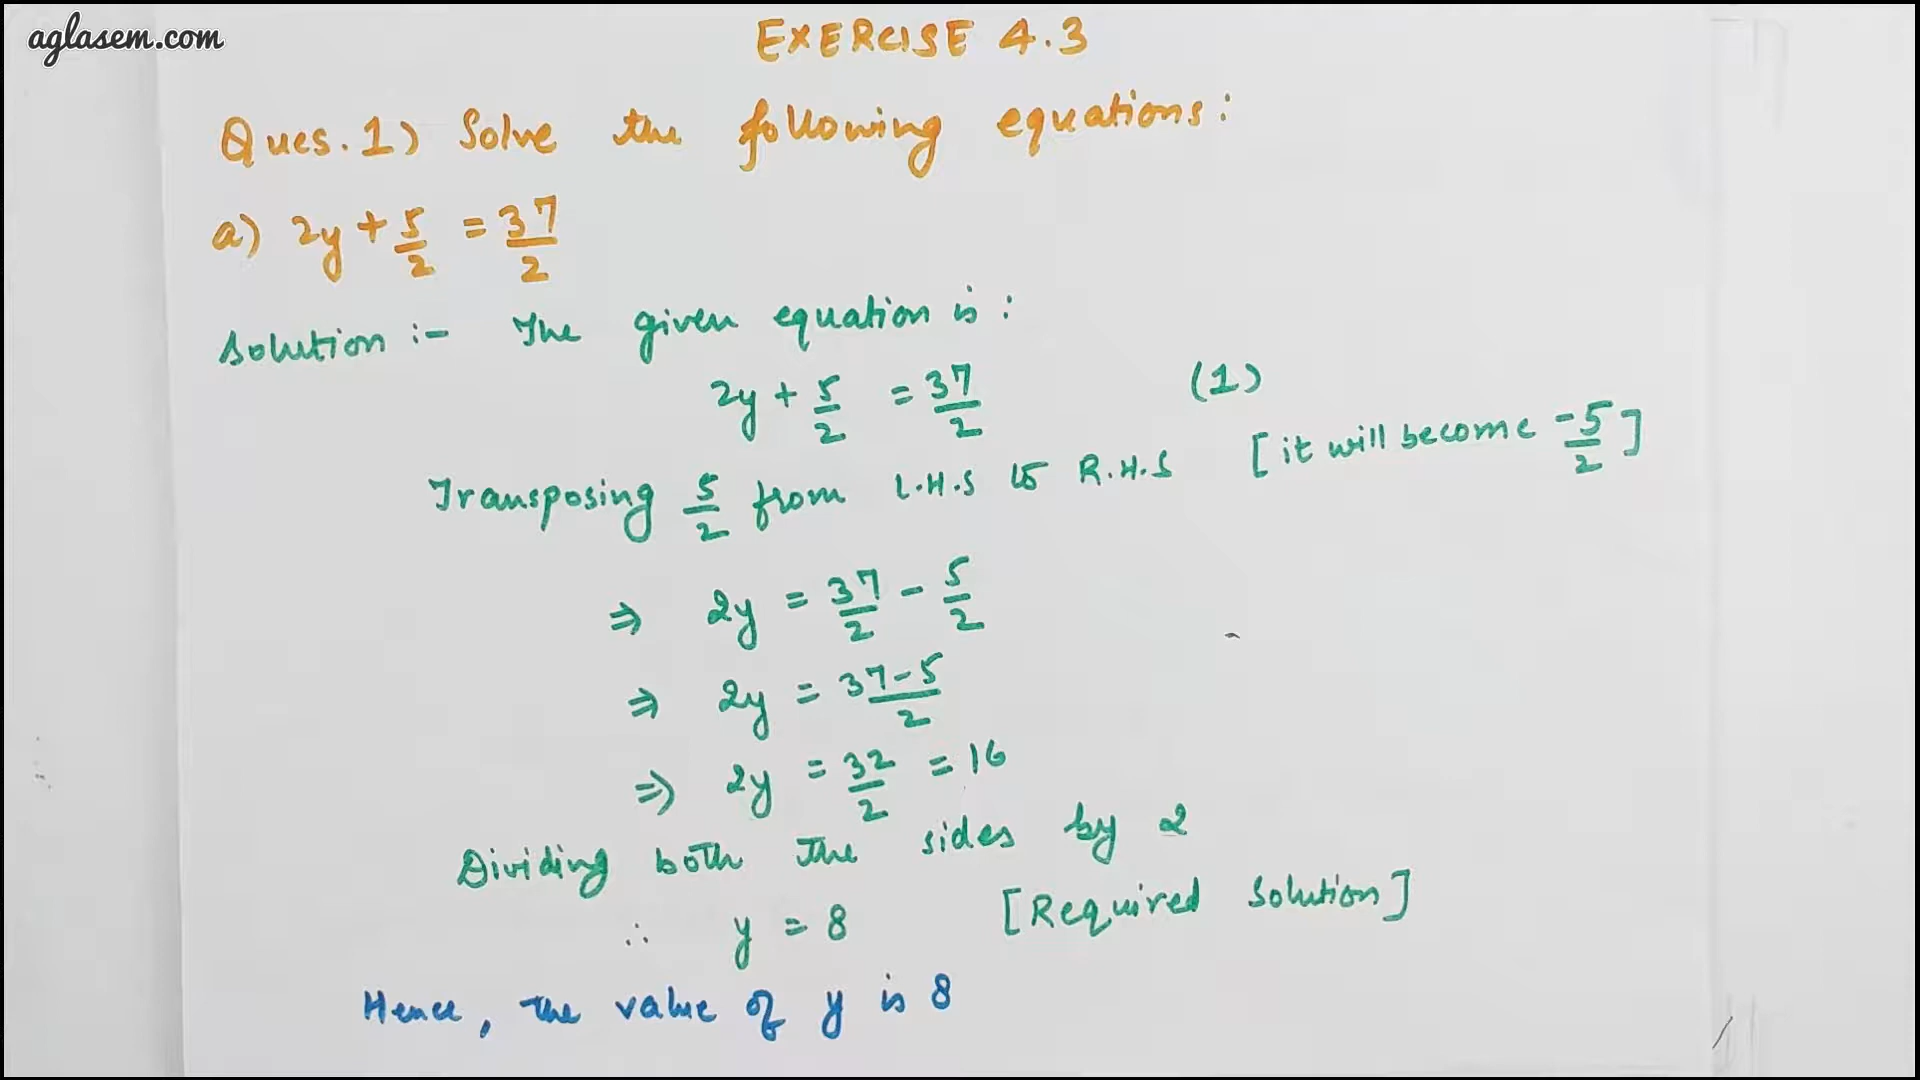 aglasem.com
EXERCISE 4.3
Ques. 1) Solve the following equations:
a) 2y + 5/2 = 37/2
Solution :- The given equation is :
2y + 5/2 = 37/2 (1)
Transposing 5/2 from L.H.S to R.H.S [it will become -5/2]
⇒ 2y = 37/2 - 5/2
⇒ 2y = 37-5/2
⇒ 2y = 32/2 = 16
Dividing both the sides by 2
∴ y = 8 [Required Solution]
Hence, the value of y is 8